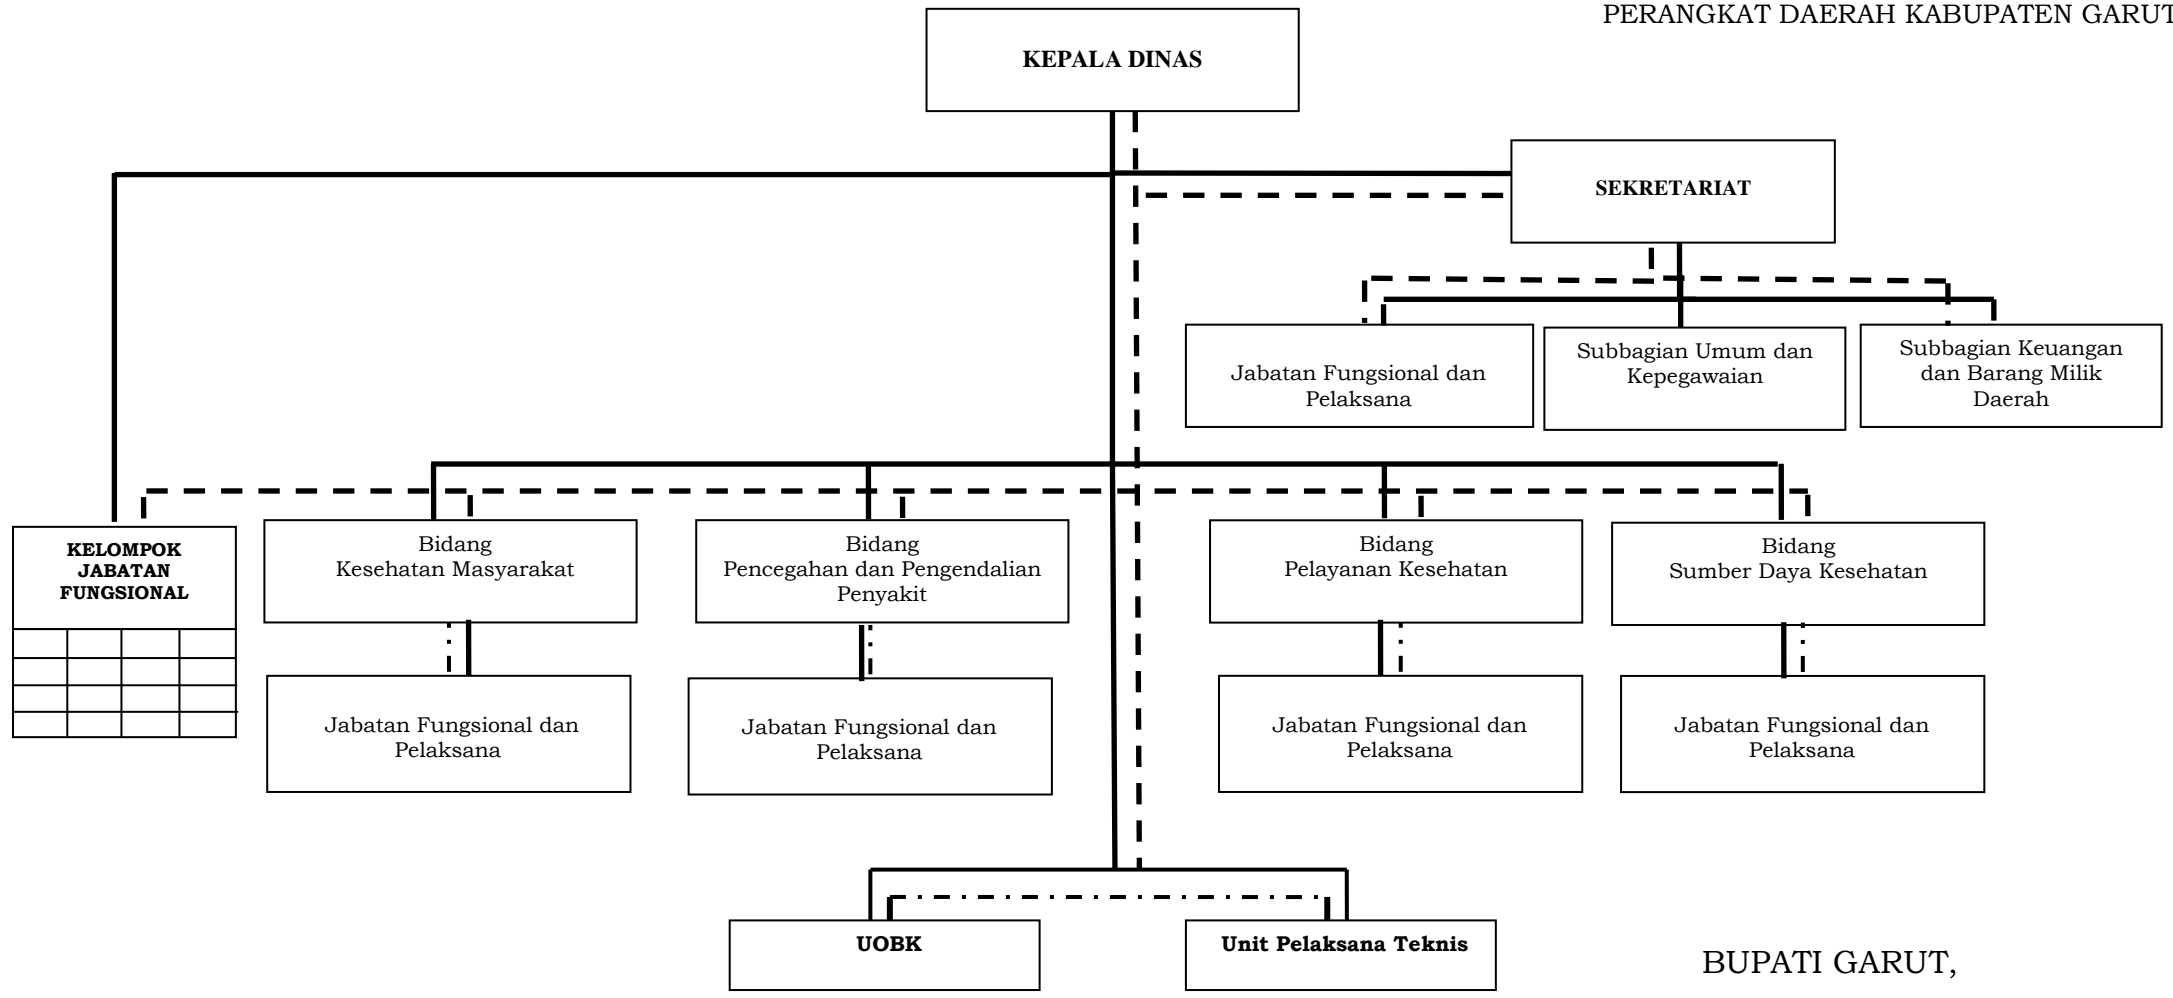 PERANGKAT DAERAH KABUPATEN GARUT
KEPALA DINAS
SEKRETARIAT
Jabatan Fungsional dan
Pelaksana
Subbagian Umum dan
Kepegawaian
Subbagian Keuangan
dan Barang Milik
Daerah
KELOMPOK
JABATAN
FUNGSIONAL
Bidang
Kesehatan Masyarakat
Bidang
Pencegahan dan Pengendalian
Penyakit
Bidang
Pelayanan Kesehatan
Bidang
Sumber Daya Kesehatan
Jabatan Fungsional dan
Pelaksana
Jabatan Fungsional dan
Pelaksana
Jabatan Fungsional dan
Pelaksana
Jabatan Fungsional dan
Pelaksana
UOBK
Unit Pelaksana Teknis
BUPATI GARUT,